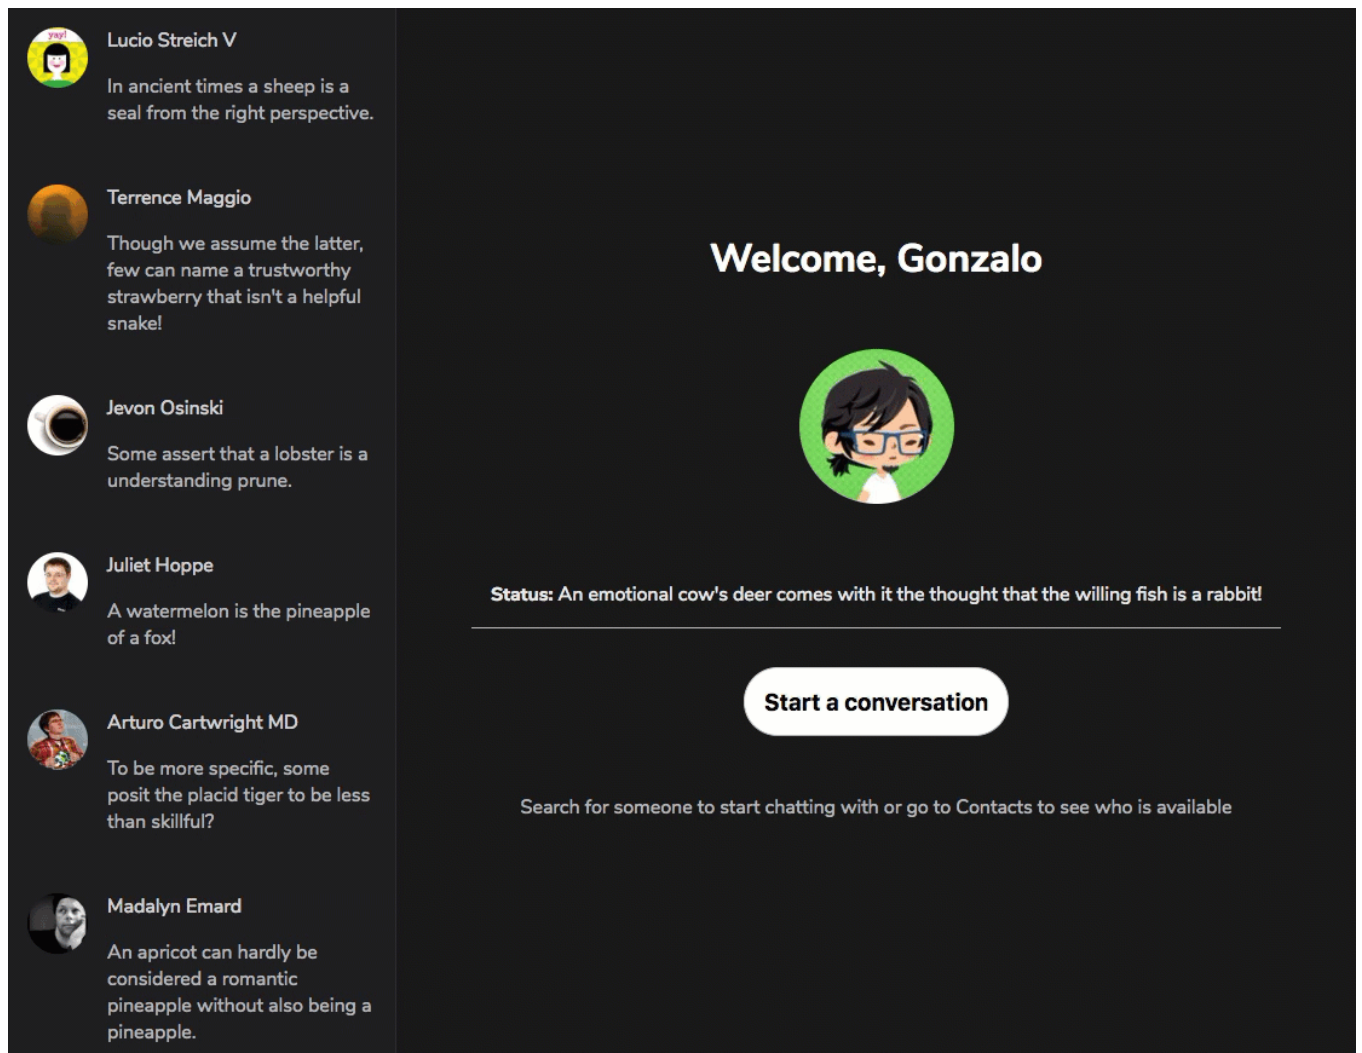 yay!
Lucio Streich V
In ancient times a sheep is a
seal from the right perspective.
Terrence Maggio
Though we assume the latter,
few can name a trustworthy
strawberry that isn't a helpful
snake!
Jevon Osinski
Some assert that a lobster is a
understanding prune.
Juliet Hoppe
A watermelon is the pineapple
of a fox!
Arturo Cartwright MD
To be more specific, some
posit the placid tiger to be less
than skillful?
Madalyn Emard
An apricot can hardly be
considered a romantic
pineapple without also being a
pineapple.
Welcome, Gonzalo
Status: An emotional cow's deer comes with it the thought that the willing fish is a rabbit!
Start a conversation
Search for someone to start chatting with or go to Contacts to see who is available